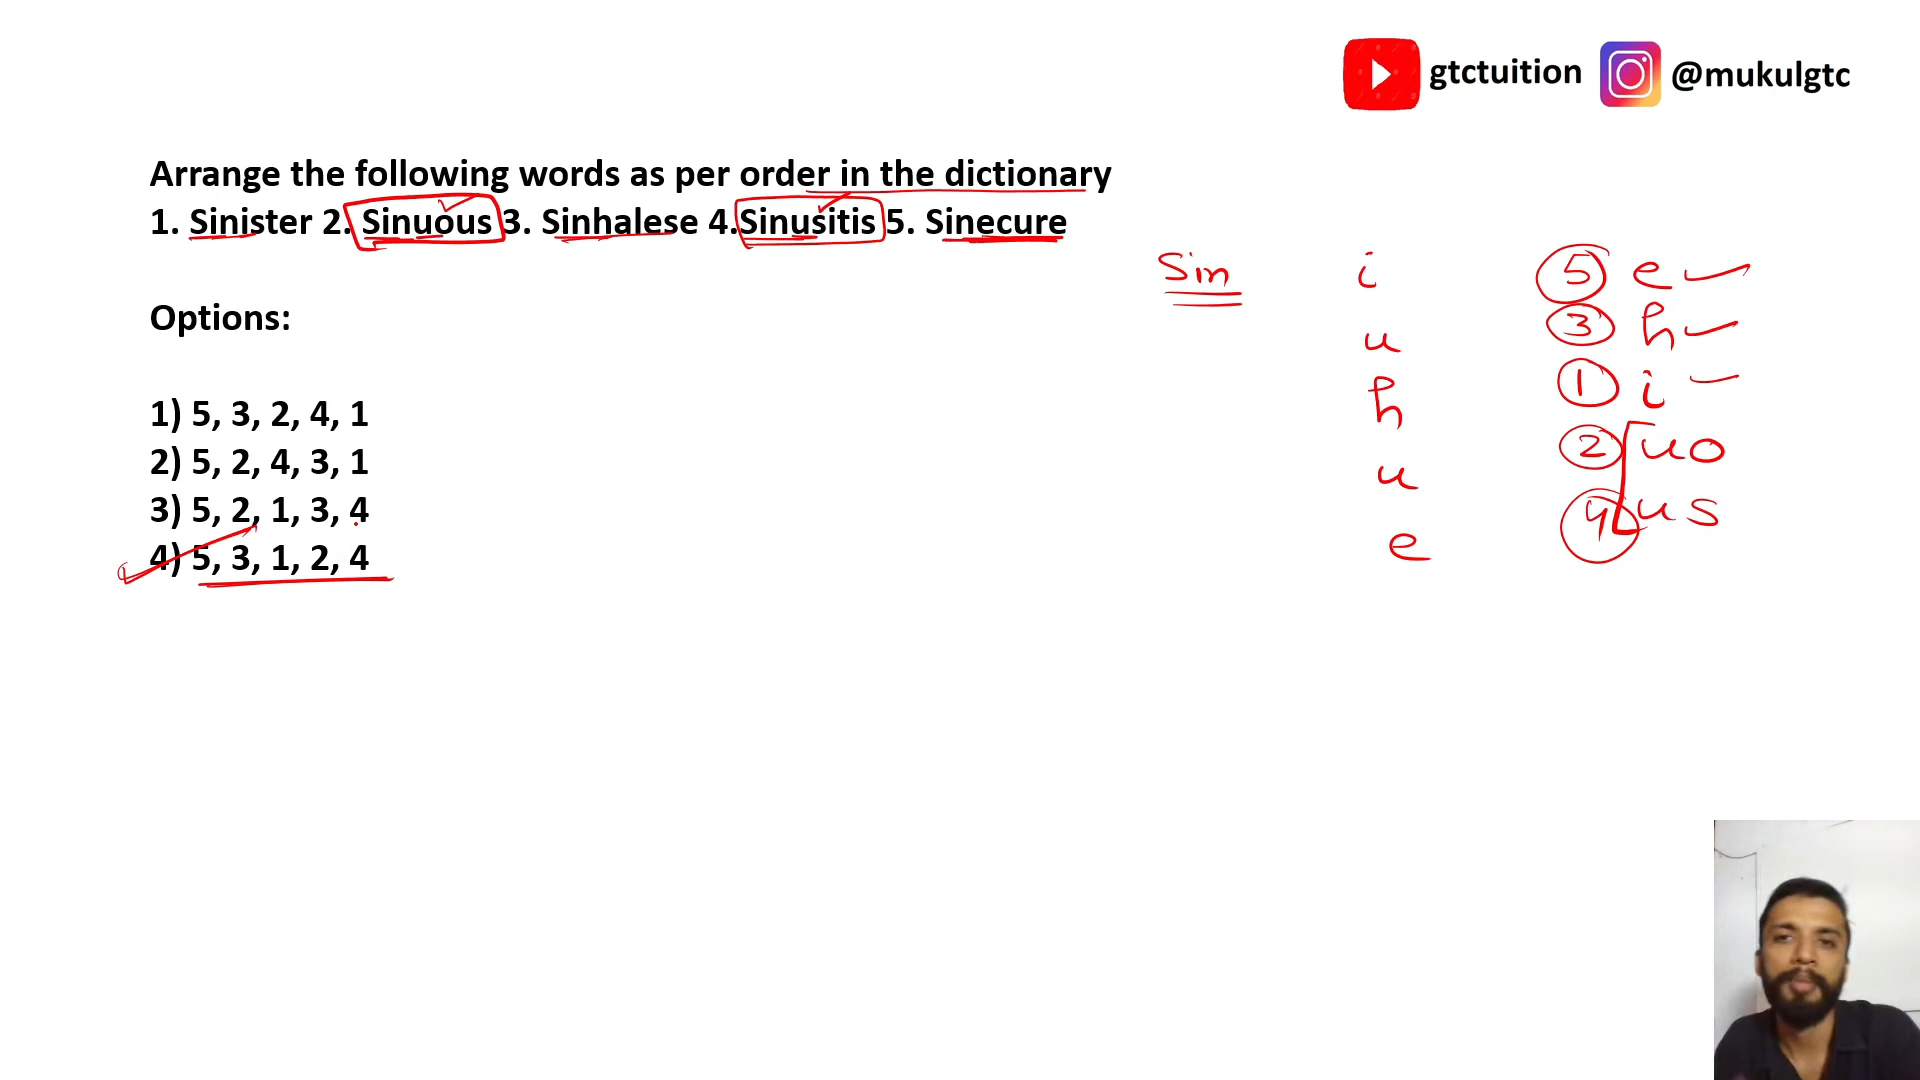 gtctuition @mukulgtc
Arrange the following words as per order in the dictionary
1. Sinister 2. Sinuous 3. Sinhalese 4.Sinusitis 5. Sinecure
Sin i 5 e
Options:
3 h
u
1) 5, 3, 2, 4, 1
h 1 i
2) 5, 2, 4, 3, 1
u 2 uo
3) 5, 2, 1, 3, 4
4 us
4) 5, 3, 1, 2, 4
e